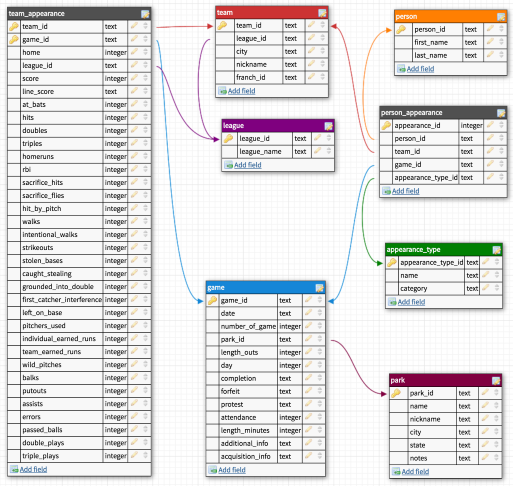 team_appearance
team_id text
game_id text
home integer
league_id text
score integer
line_score text
at_bats integer
hits integer
doubles integer
triples integer
homeruns integer
rbi integer
sacrifice_hits integer
sacrifice_flies integer
hit_by_pitch integer
walks integer
intentional_walks integer
strikeouts integer
stolen_bases integer
caught_stealing integer
grounded_into_double integer
first_catcher_interference integer
left_on_base integer
pitchers_used integer
individual_earned_runs integer
team_earned_runs integer
wild_pitches integer
balks integer
putouts integer
assists integer
errors integer
passed_balls integer
double_plays integer
triple_plays integer
Add field
team
team_id text
league_id text
city text
nickname text
franch_id text
Add field
league
league_id text
league_name text
Add field
game
game_id text
date text
number_of_game integer
park_id text
length_outs integer
day integer
completion text
forfeit text
protest text
attendance integer
length_minutes integer
additional_info text
acquisition_info text
Add field
person
person_id text
first_name text
last_name text
Add field
person_appearance
appearance_id integer
person_id text
team_id text
game_id text
appearance_type_id text
Add field
appearance_type
appearance_type_id text
name text
category text
Add field
park
park_id text
name text
nickname text
city text
state text
notes text
Add field